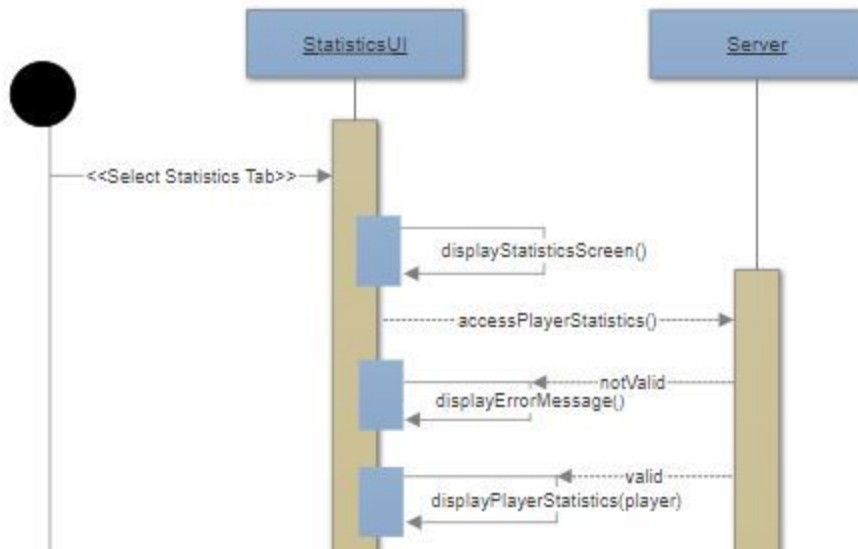 StatisticsUI
Server
<<Select Statistics Tab>>
displayStatisticsScreen()
accessPlayerStatistics()
notValid
displayErrorMessage()
valid
displayPlayerStatistics(player)